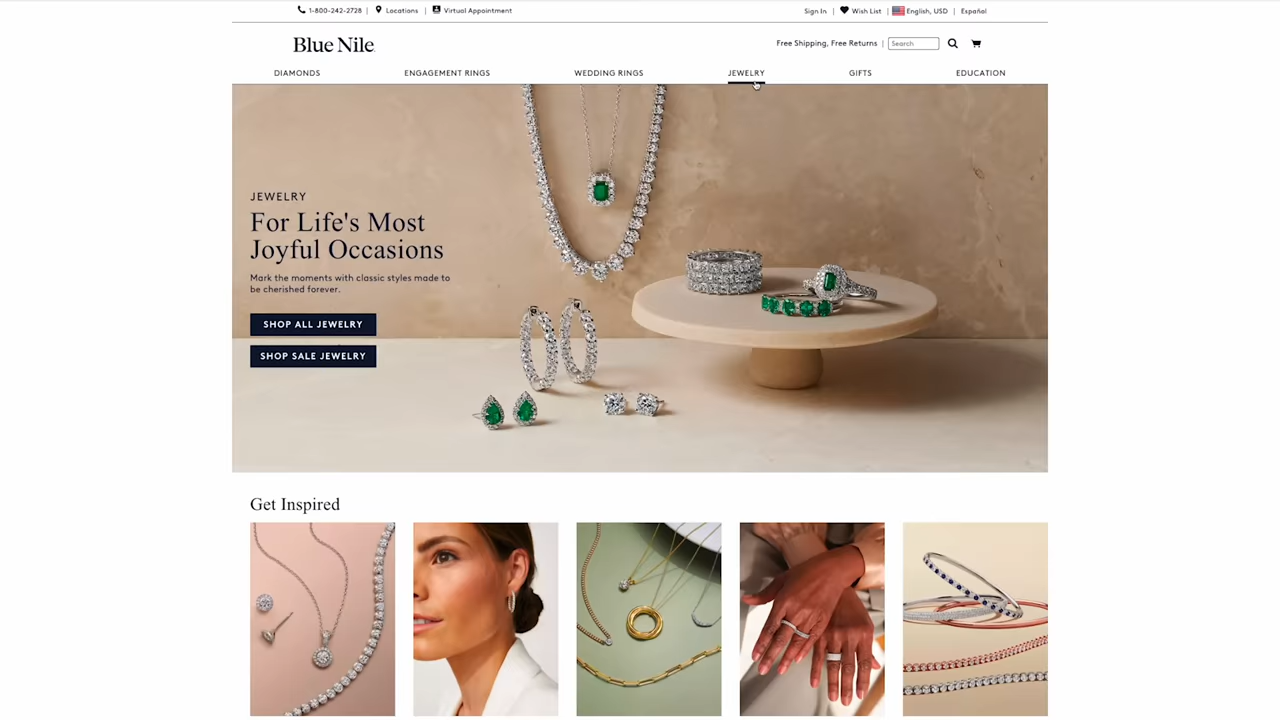 1-800-242-2728 | Locations | Virtual Appointment
Sign In | Wish List | English, USD | Español
Blue Nile
Free Shipping, Free Returns | Search
DIAMONDS ENGAGEMENT RINGS WEDDING RINGS JEWELRY GIFTS EDUCATION
JEWELRY
For Life's Most
Joyful Occasions
Mark the moments with classic styles made to
be cherished forever.
SHOP ALL JEWELRY
SHOP SALE JEWELRY
Get Inspired